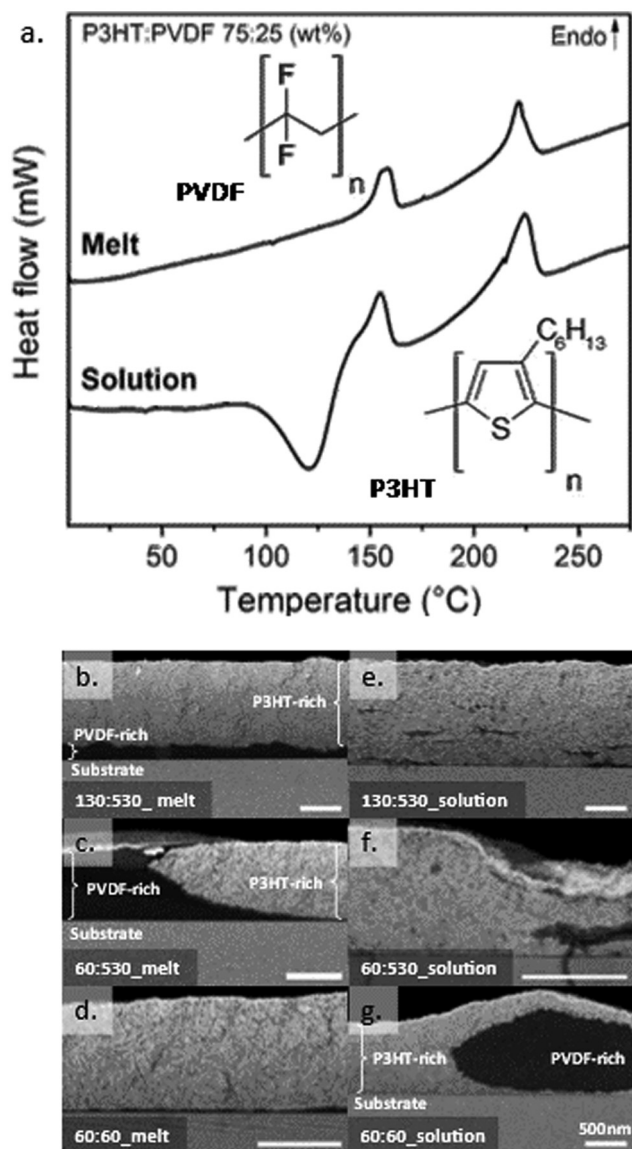 a.
P3HT:PVDF 75:25 (wt%)
Endo↑
F
F
n
PVDF
Melt
Solution
C6H13
S
n
P3HT
Heat flow (mW)
50
100
150
200
250
Temperature (°C)
b.
P3HT-rich
PVDF-rich
Substrate
130:530_ melt
e.
130:530_solution
c.
PVDF-rich
P3HT-rich
Substrate
60:530_melt
f.
60:530_solution
d.
60:60_melt
g.
P3HT-rich
PVDF-rich
Substrate
60:60_solution
500nm